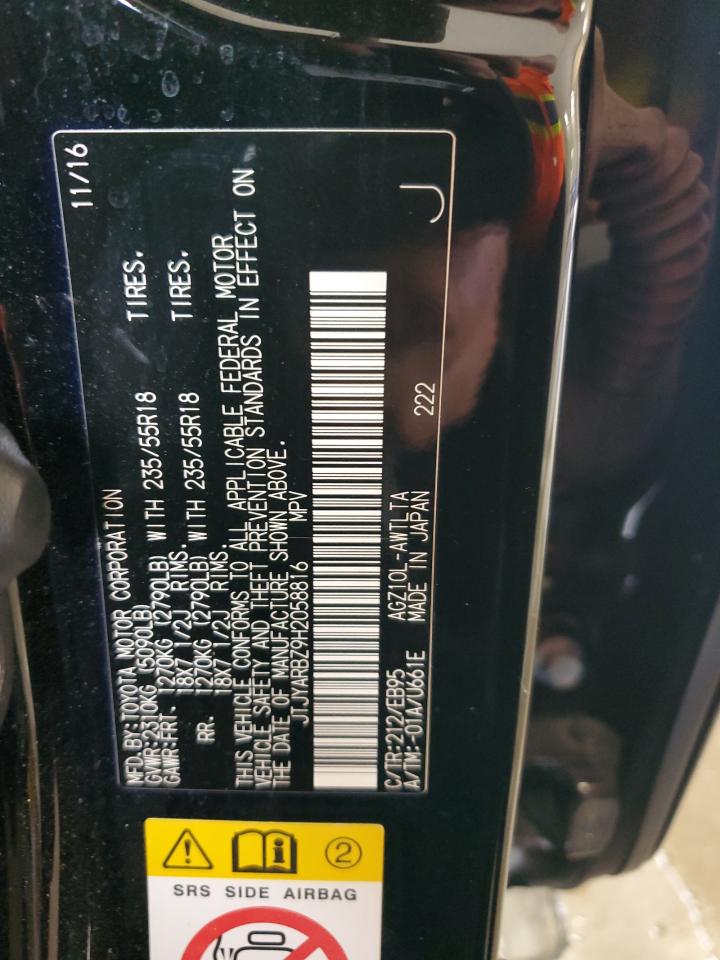 MFD.BY:TOYOTA MOTOR CORPORATION 11/16
GVWR:2310KG (5090LB)
GAWR:FRT. 1270KG (2790LB) WITH 235/55R18 TIRES.
18X7 1/2J RIMS.
RR. 1270KG (2790LB) WITH 235/55R18 TIRES.
18X7 1/2J RIMS.
THIS VEHICLE CONFORMS TO ALL APPLICABLE FEDERAL MOTOR
VEHICLE SAFETY AND THEFT PREVENTION STANDARDS IN EFFECT ON
THE DATE OF MANUFACTURE SHOWN ABOVE.
JTJYARBZ9H2058816 MPV
C/TR:212/EB95 AGZ10L-AWTLTA
A/TM:-01A/U661E MADE IN JAPAN 222 J
2
SRS SIDE AIRBAG